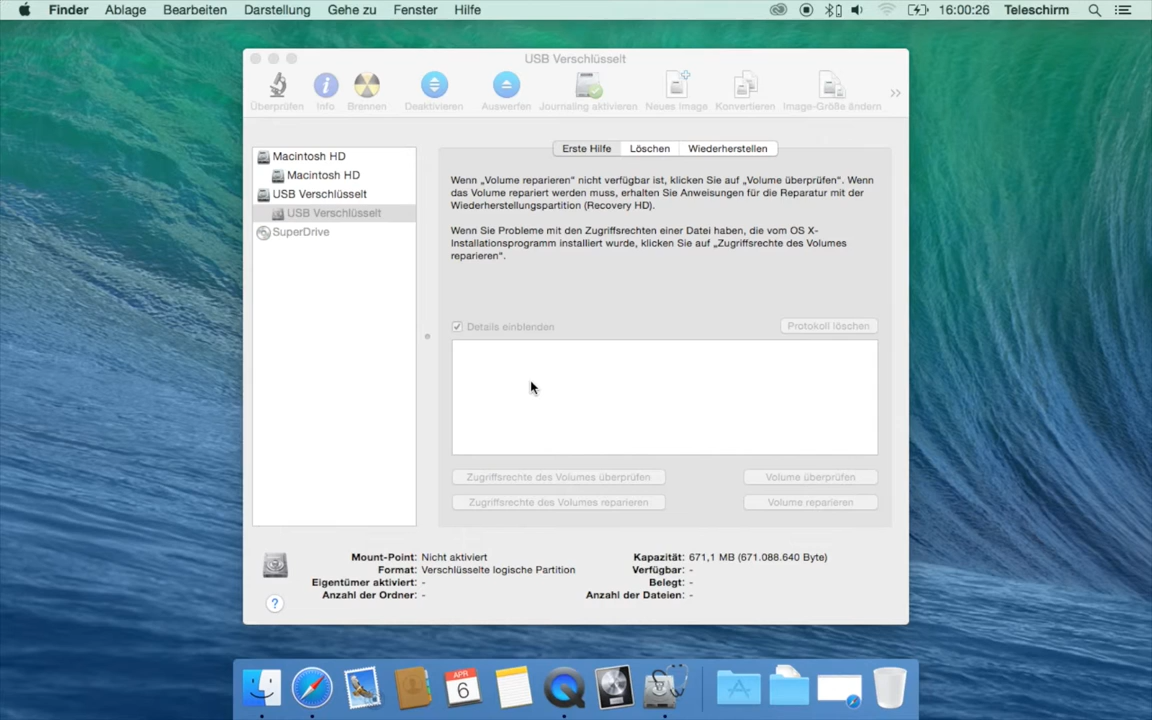 Finder Ablage Bearbeiten Darstellung Gehe zu Fenster Hilfe 16:00:26 Teleschirm
USB Verschlüsselt
Überprüfen Info Brennen Deaktivieren Auswerfen Journaling aktivieren Neues Image Konvertieren Image-Größe ändern
Macintosh HD
Macintosh HD
USB Verschlüsselt
USB Verschlüsselt
SuperDrive
Erste Hilfe Löschen Wiederherstellen
Wenn „Volume reparieren“ nicht verfügbar ist, klicken Sie auf „Volume überprüfen“. Wenn
das Volume repariert werden muss, erhalten Sie Anweisungen für die Reparatur mit der
Wiederherstellungspartition (Recovery HD).
Wenn Sie Probleme mit den Zugriffsrechten einer Datei haben, die vom OS X-
Installationsprogramm installiert wurde, klicken Sie auf „Zugriffsrechte des Volumes
reparieren“.
Details einblenden Protokoll löschen
Zugriffsrechte des Volumes überprüfen Volume überprüfen
Zugriffsrechte des Volumes reparieren Volume reparieren
Mount-Point: Nicht aktiviert Kapazität: 671,1 MB (671.088.640 Byte)
Format: Verschlüsselte logische Partition Verfügbar: -
Eigentümer aktiviert: - Belegt: -
Anzahl der Ordner: - Anzahl der Dateien: -
?
APR
6